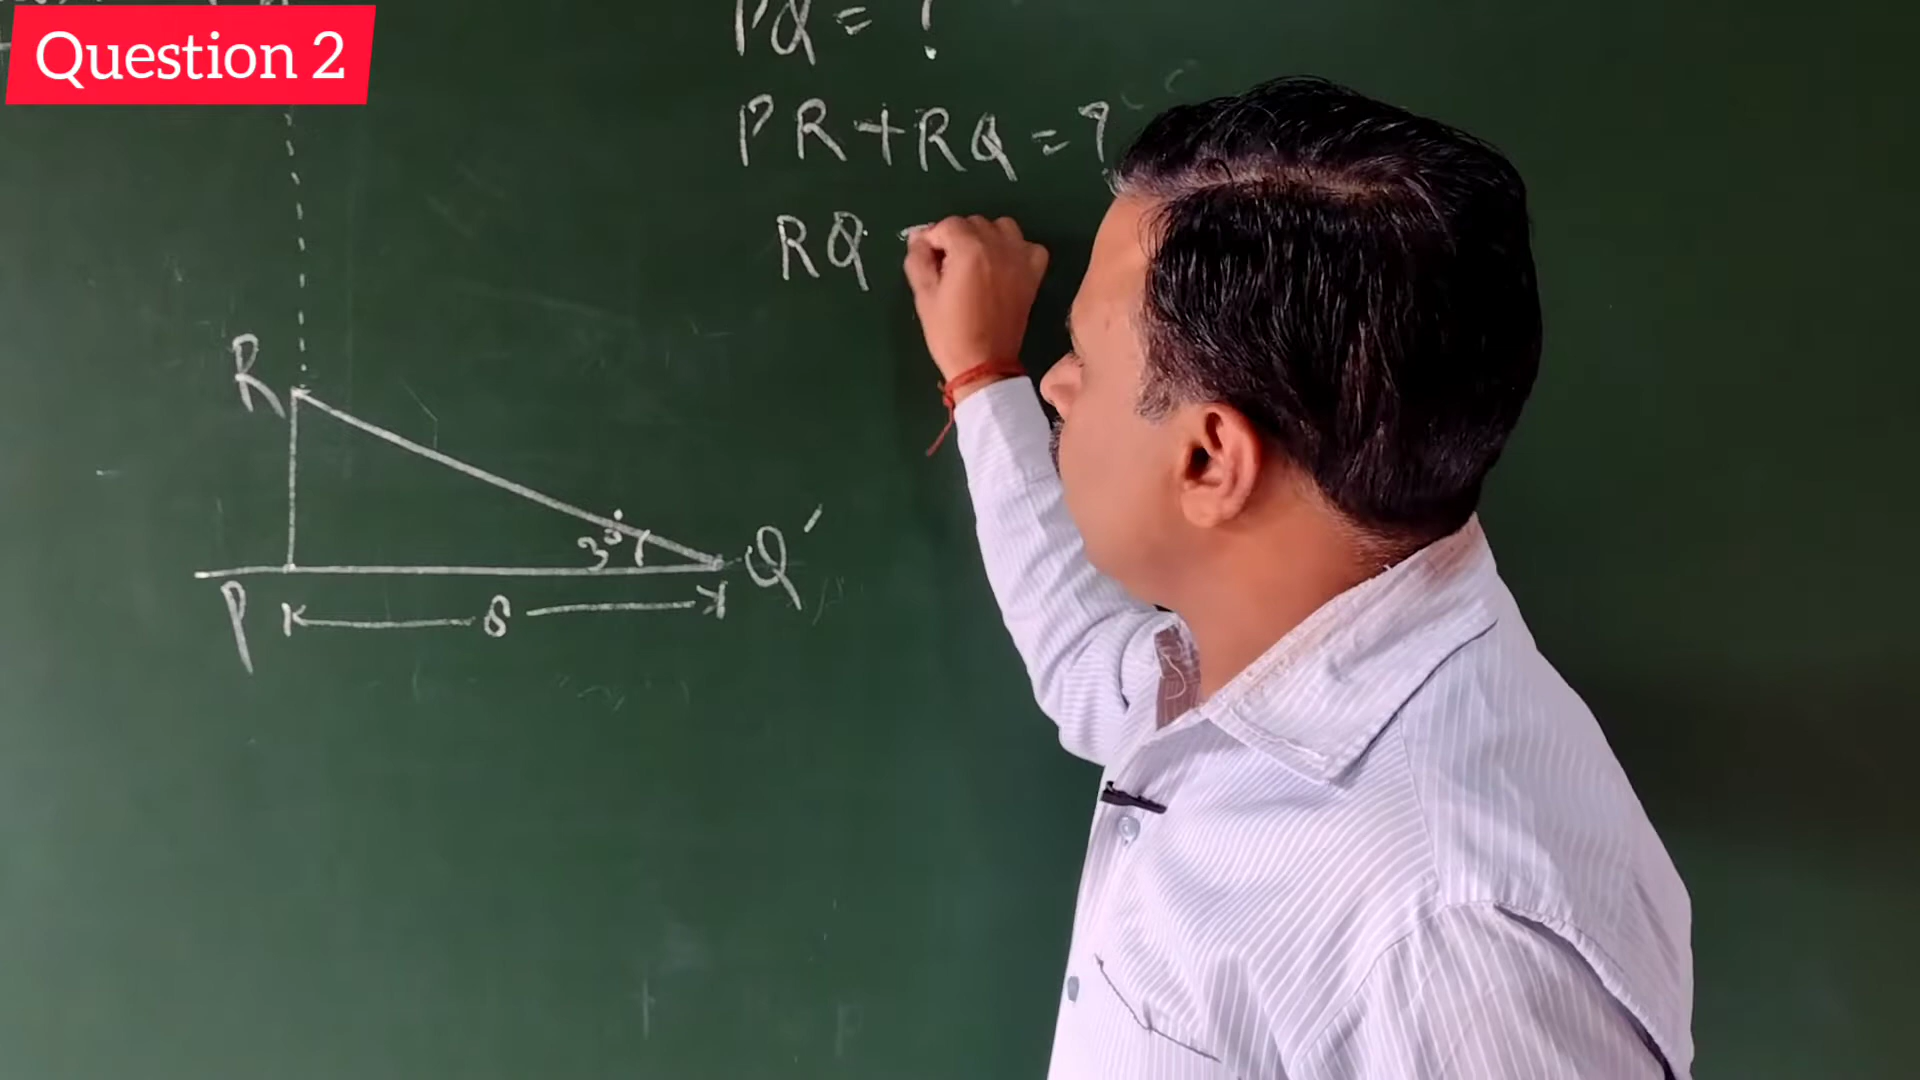 Question 2
PQ = ?
PR + RQ = ?
RQ
R
30°
Q'
P
8